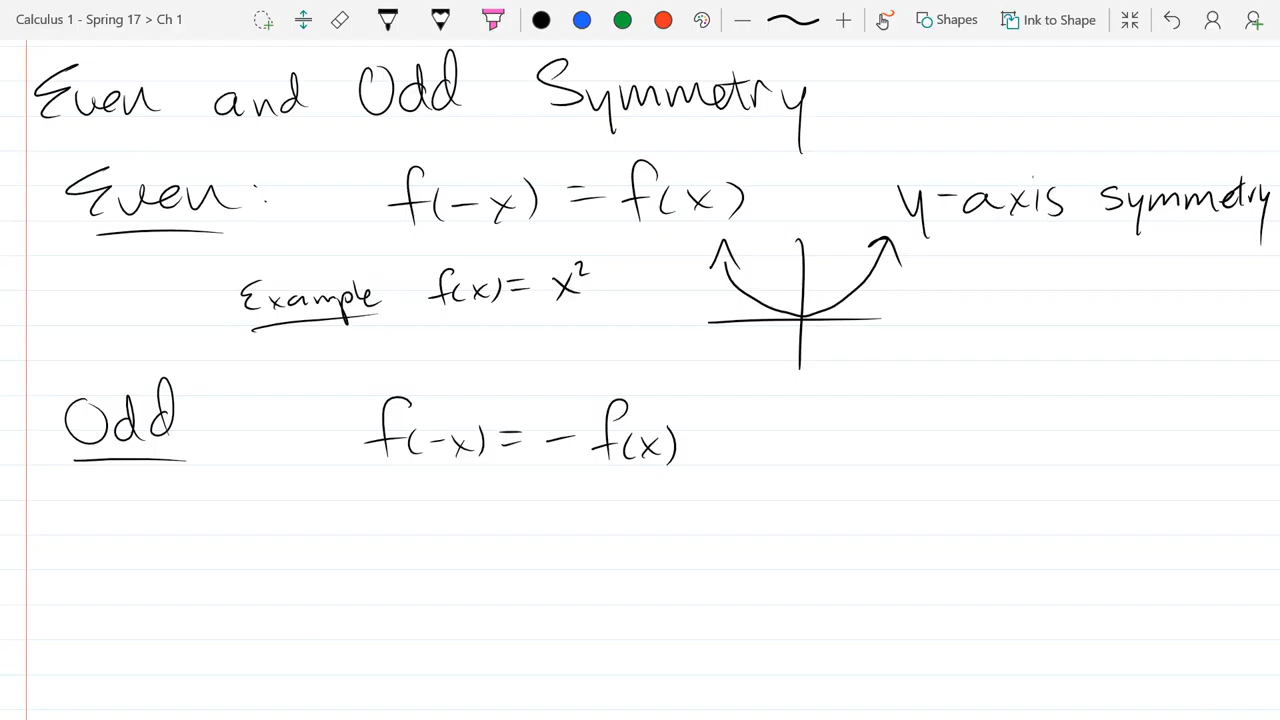 Calculus 1 - Spring 17 > Ch 1 Shapes Ink to Shape
Even and Odd Symmetry
Even: f(-x) = f(x) y-axis symmetry
Example f(x) = x²
Odd f(-x) = - f(x)